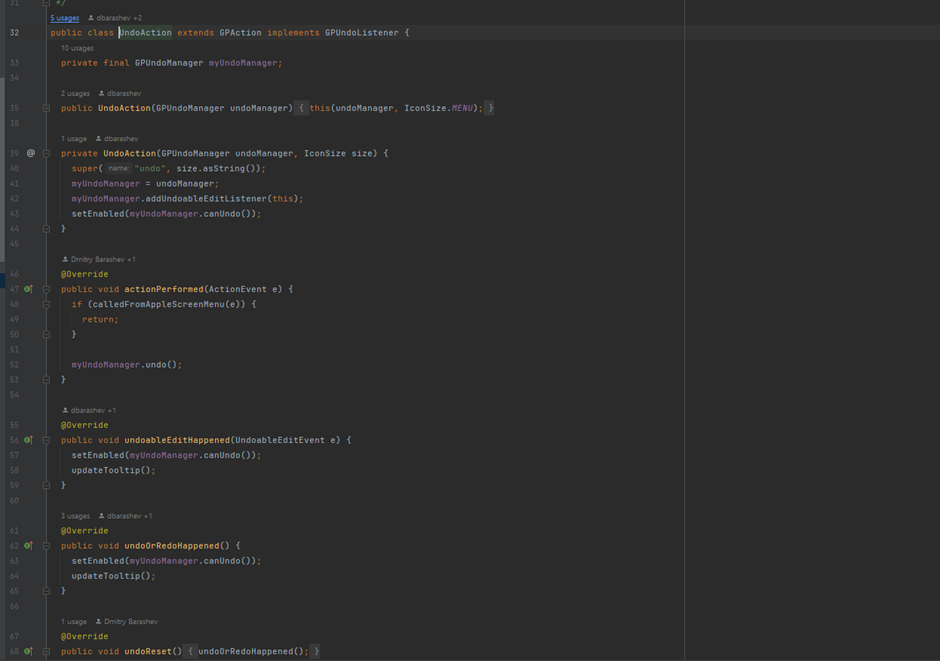 31 */
5 usages dbarashev +2
32 public class UndoAction extends GPAction implements GPUndoListener {
10 usages
33 private final GPUndoManager myUndoManager;
34
2 usages dbarashev
35 public UndoAction(GPUndoManager undoManager) { this(undoManager, IconSize.MENU); }
38
1 usage dbarashev
39 @ private UndoAction(GPUndoManager undoManager, IconSize size) {
40 super( name: "undo", size.asString());
41 myUndoManager = undoManager;
42 myUndoManager.addUndoableEditListener(this);
43 setEnabled(myUndoManager.canUndo());
44 }
45
Dmitry Barashev +1
46 @Override
47 public void actionPerformed(ActionEvent e) {
48 if (calledFromAppleScreenMenu(e)) {
49 return;
50 }
51
52 myUndoManager.undo();
53 }
54
dbarashev +1
55 @Override
56 public void undoableEditHappened(UndoableEditEvent e) {
57 setEnabled(myUndoManager.canUndo());
58 updateTooltip();
59 }
60
3 usages dbarashev +1
61 @Override
62 public void undoOrRedoHappened() {
63 setEnabled(myUndoManager.canUndo());
64 updateTooltip();
65 }
66
1 usage Dmitry Barashev
67 @Override
68 public void undoReset() { undoOrRedoHappened(); }